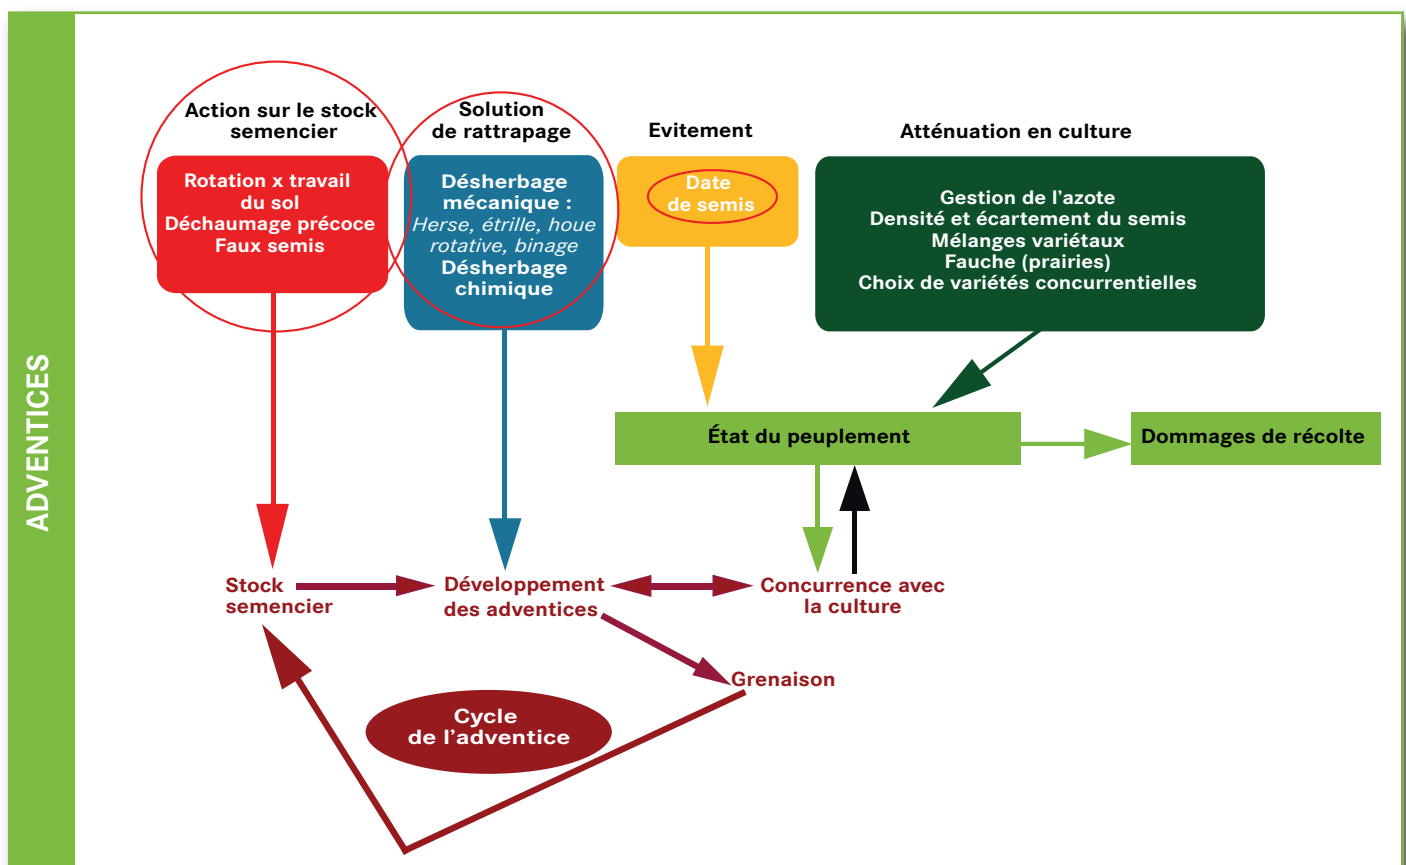 ADVENTICES
Action sur le stock
semencier
Rotation x travail
du sol
Déchaumage précoce
Faux semis
Solution
de rattrapage
Désherbage
mécanique :
Herse, étrille, houe
rotative, binage
Désherbage
chimique
Evitement
Date
de semis
Atténuation en culture
Gestion de l'azote
Densité et écartement du semis
Mélanges variétaux
Fauche (prairies)
Choix de variétés concurrentielles
État du peuplement
Dommages de récolte
Stock
semencier
Développement
des adventices
Concurrence avec
la culture
Grenaison
Cycle
de l'adventice